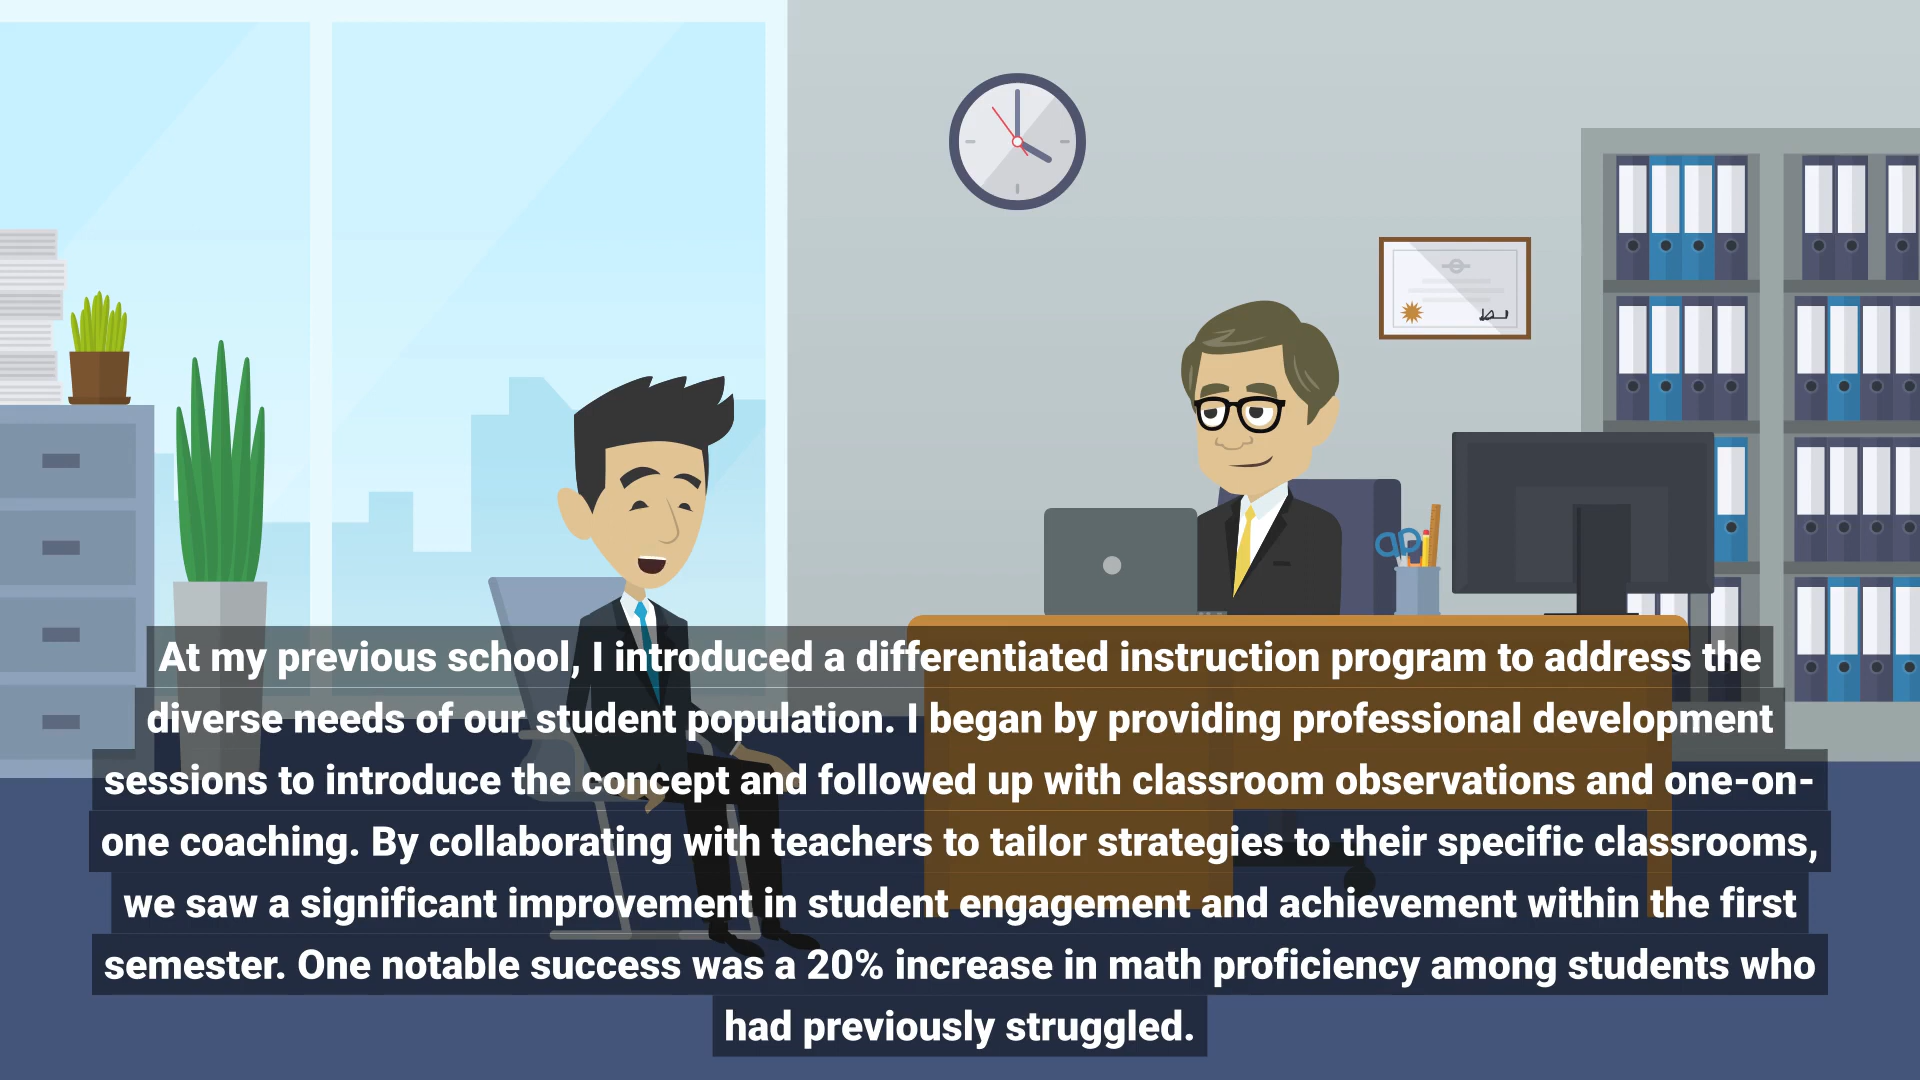 At my previous school, I introduced a differentiated instruction program to address the
diverse needs of our student population. I began by providing professional development
sessions to introduce the concept and followed up with classroom observations and one-on-
one coaching. By collaborating with teachers to tailor strategies to their specific classrooms,
we saw a significant improvement in student engagement and achievement within the first
semester. One notable success was a 20% increase in math proficiency among students who
had previously struggled.